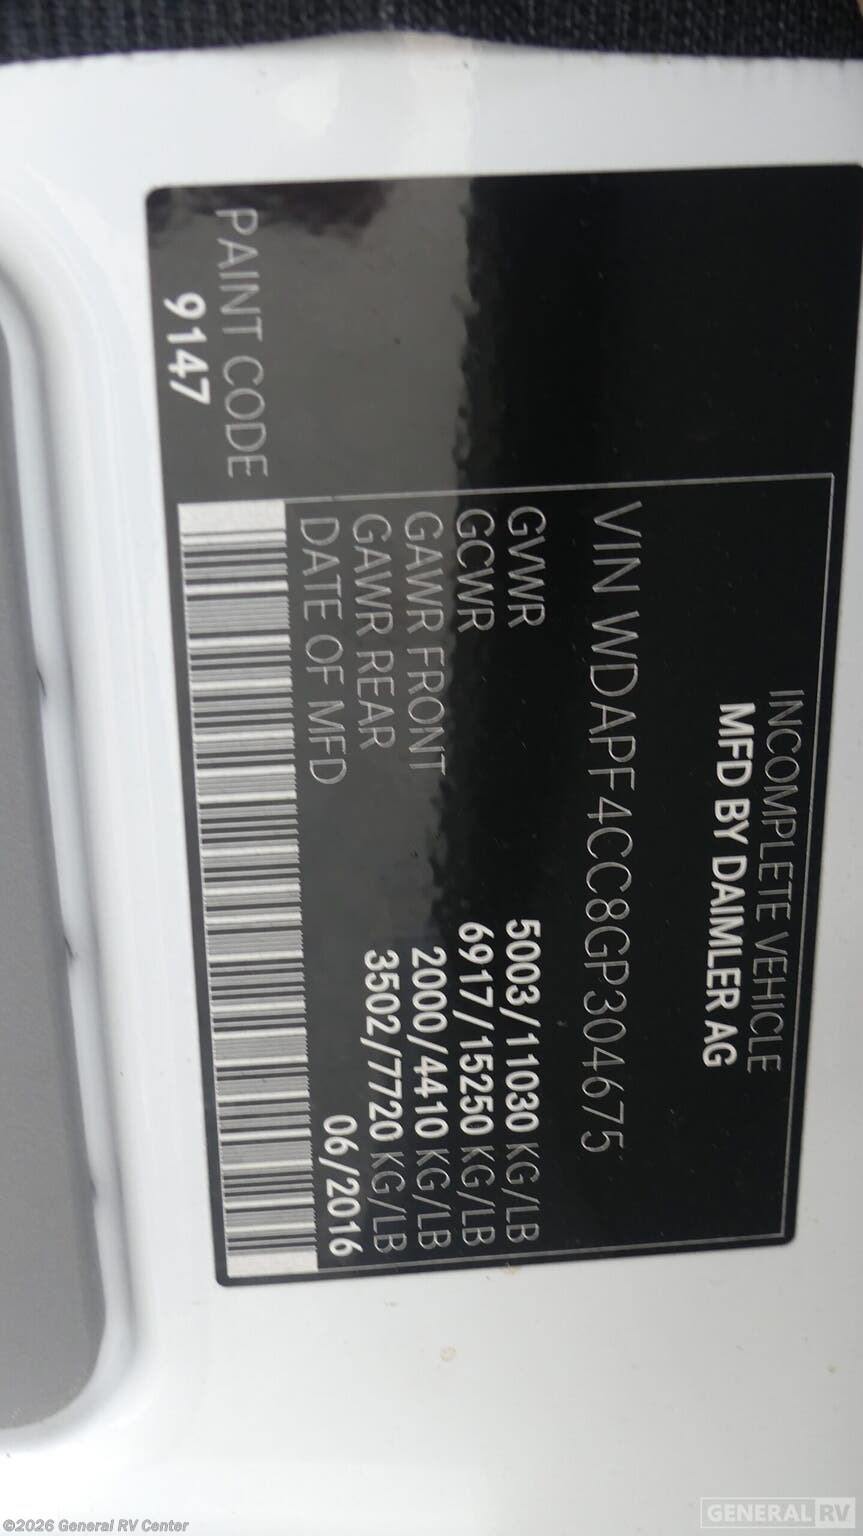 INCOMPLETE VEHICLE
MFD BY DAIMLER AG
VIN WDAPF4CC8GP304675
GVWR 5003/11030 KG/LB
GCWR 6917/15250 KG/LB
GAWR FRONT 2000/4410 KG/LB
GAWR REAR 3502/7720 KG/LB
DATE OF MFD 06/2016
PAINT CODE
9147
©2026 General RV Center
GENERAL RV